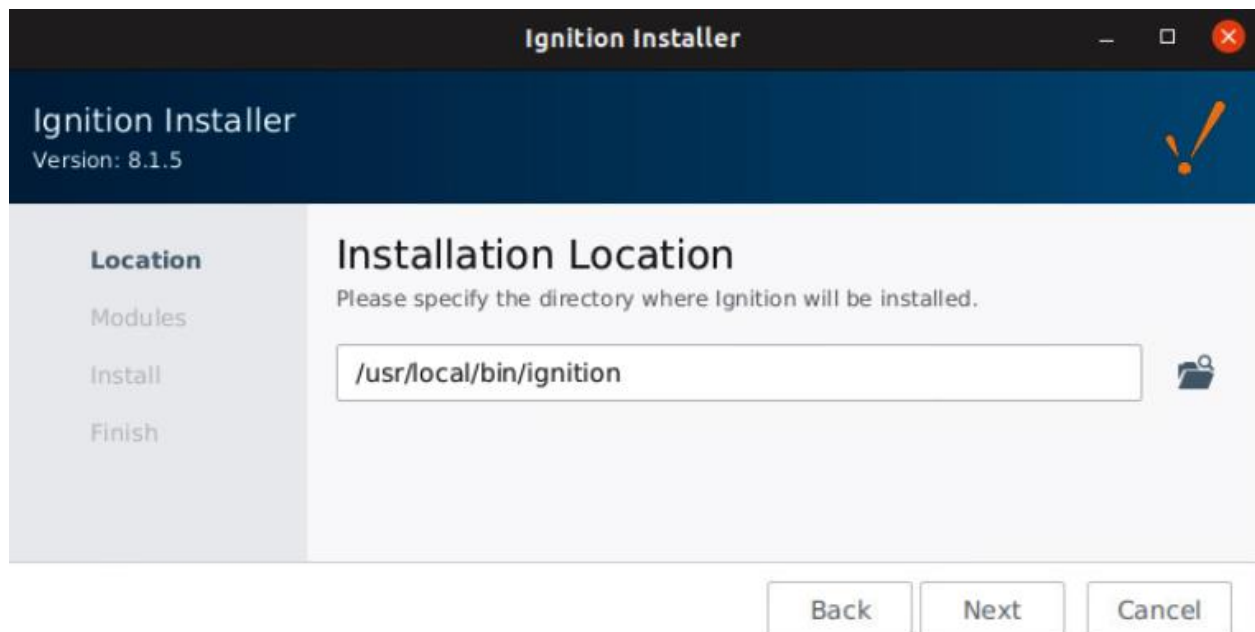 Ignition Installer
Ignition Installer
Version: 8.1.5
Location
Modules
Install
Finish
Installation Location
Please specify the directory where Ignition will be installed.
/usr/local/bin/ignition
Back
Next
Cancel